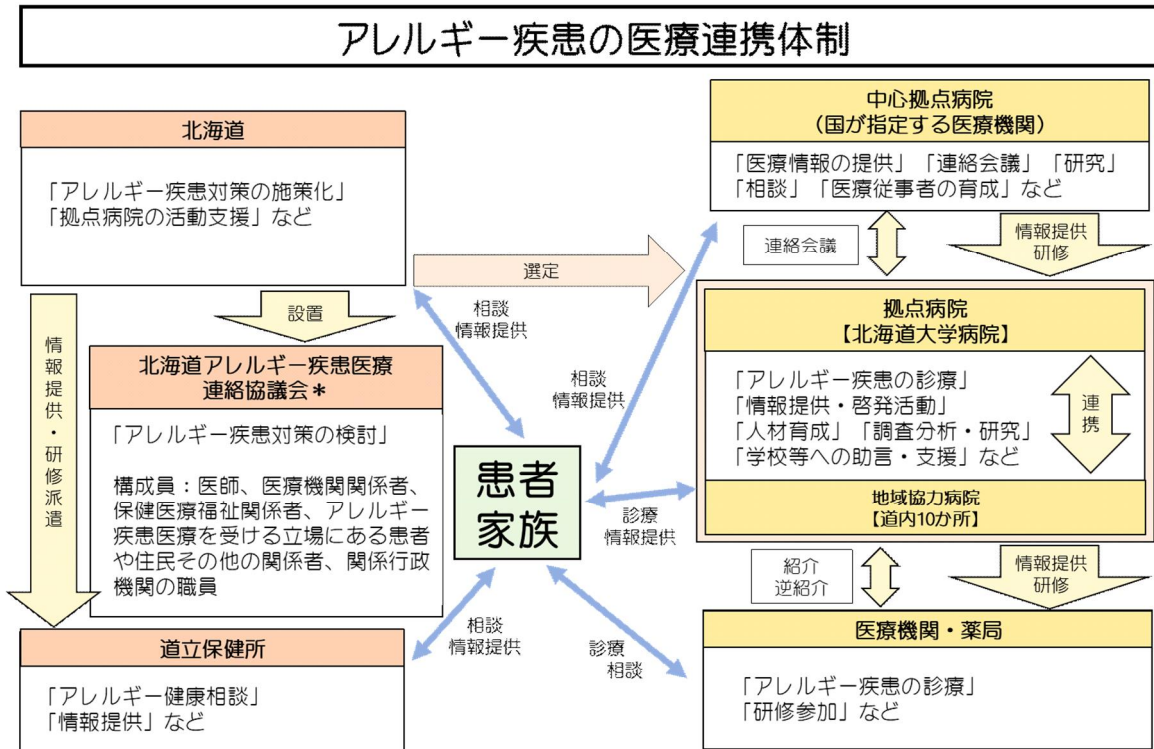 アレルギー疾患の医療連携体制
北海道
「アレルギー疾患対策の施策化」
「拠点病院の活動支援」など
中心拠点病院
（国が指定する医療機関）
「医療情報の提供」「連絡会議」「研究」
「相談」「医療従事者の育成」など
連絡会議
情報提供
研修
選定
設置
相談
情報提供
相談
情報提供
情報提供・研修派遣
北海道アレルギー疾患医療
連絡協議会＊
「アレルギー疾患対策の検討」
構成員：医師、医療機関関係者、
保健医療福祉関係者、アレルギー
疾患医療を受ける立場にある患者
や住民その他の関係者、関係行政
機関の職員
患者
家族
拠点病院
【北海道大学病院】
「アレルギー疾患の診療」
「情報提供・啓発活動」
「人材育成」「調査分析・研究」
「学校等への助言・支援」など
連携
地域協力病院
【道内10か所】
診療
情報提供
紹介
逆紹介
情報提供
研修
相談
情報提供
診療
相談
道立保健所
「アレルギー健康相談」
「情報提供」など
医療機関・薬局
「アレルギー疾患の診療」
「研修参加」など